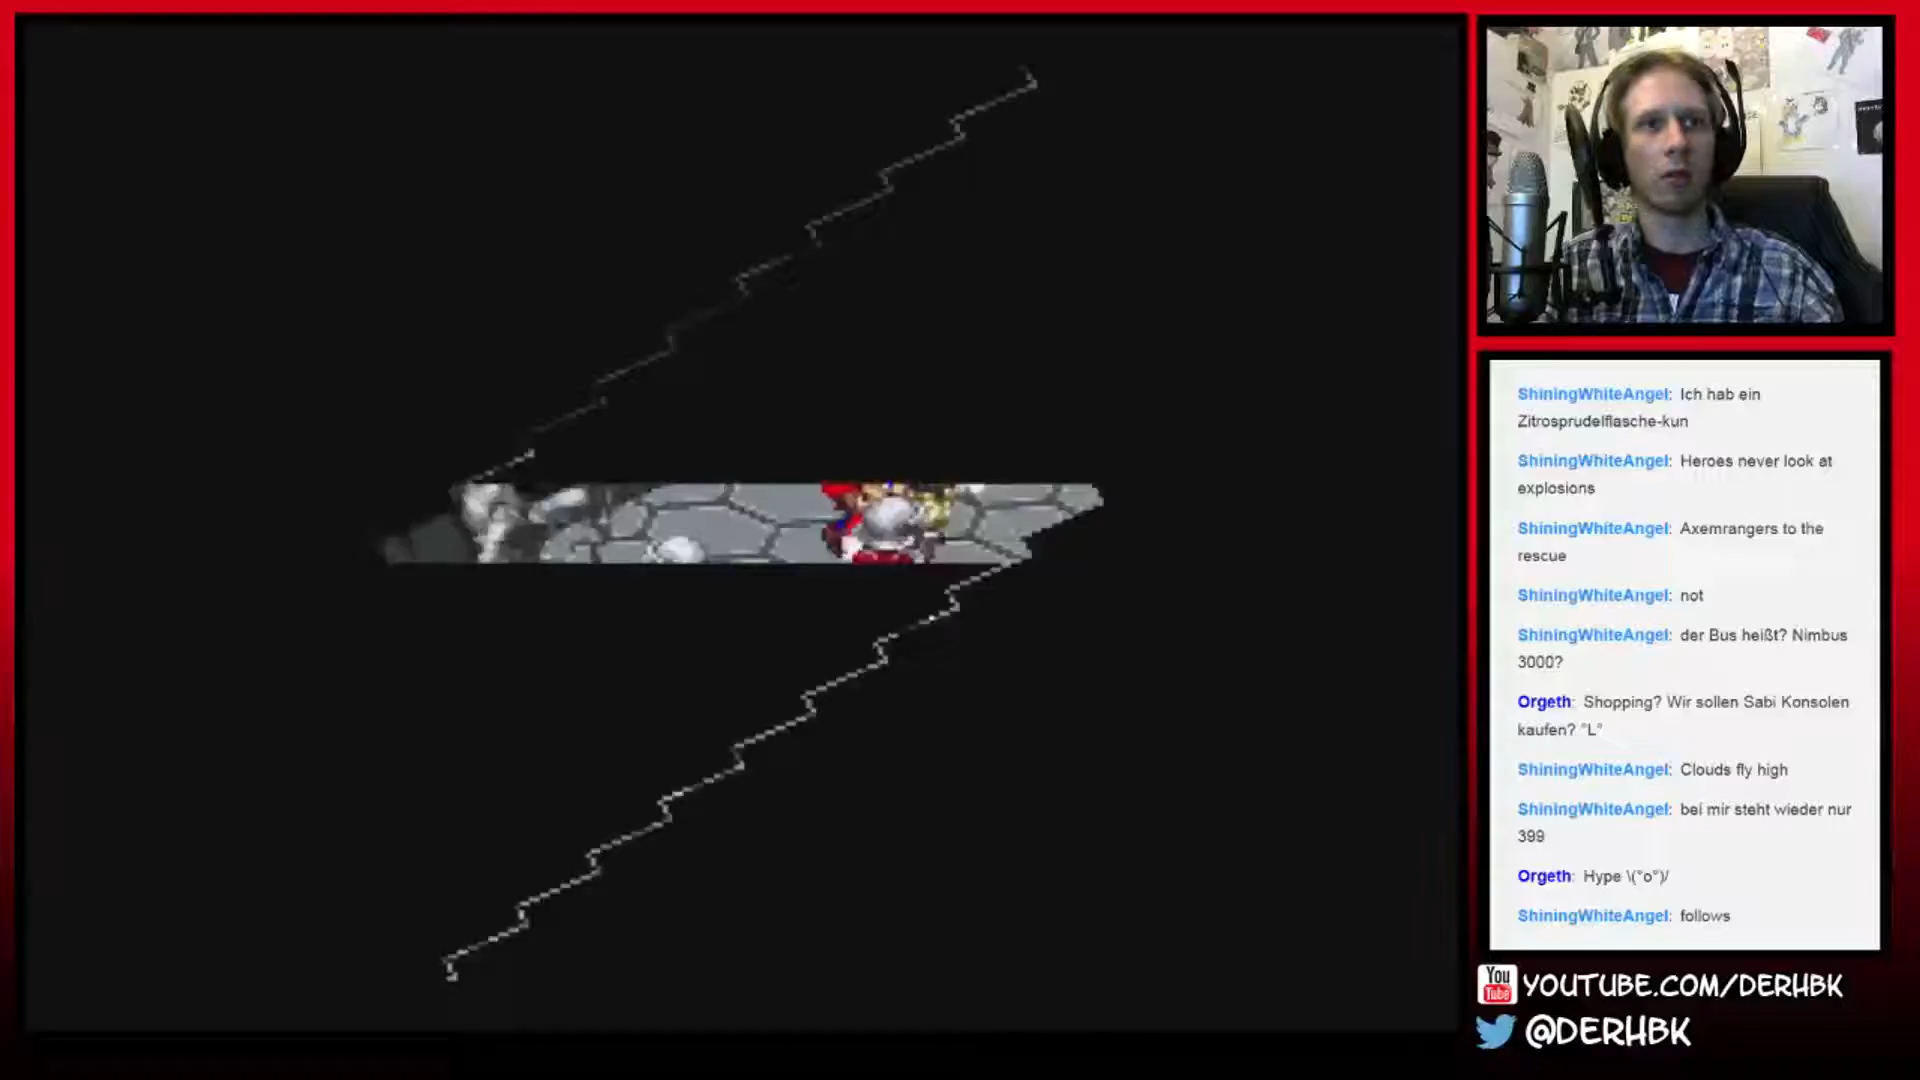 ShiningWhiteAngel: Ich hab ein
Zitrosprudelflasche-kun
ShiningWhiteAngel: Heroes never look at
explosions
ShiningWhiteAngel: Axemrangers to the
rescue
ShiningWhiteAngel: not
ShiningWhiteAngel: der Bus heißt? Nimbus
3000?
Orgeth: Shopping? Wir sollen Sabi Konsolen
kaufen? °L°
ShiningWhiteAngel: Clouds fly high
ShiningWhiteAngel: bei mir steht wieder nur
399
Orgeth: Hype \(°o°)/
ShiningWhiteAngel: follows
You
Tube
YOUTUBE.COM/DERHBK
@DERHBK